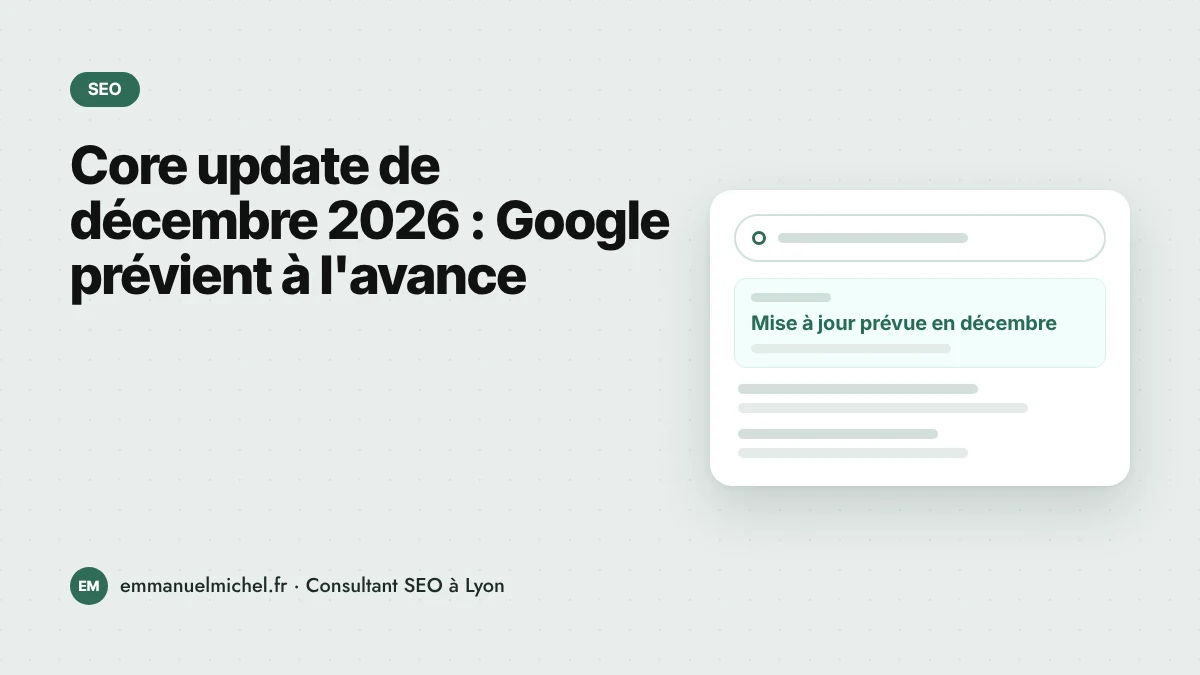 SEO
Core update de
décembre 2026 : Google
prévient à l'avance
Mise à jour prévue en décembre
EM
emmanuelmichel.fr · Consultant SEO à Lyon